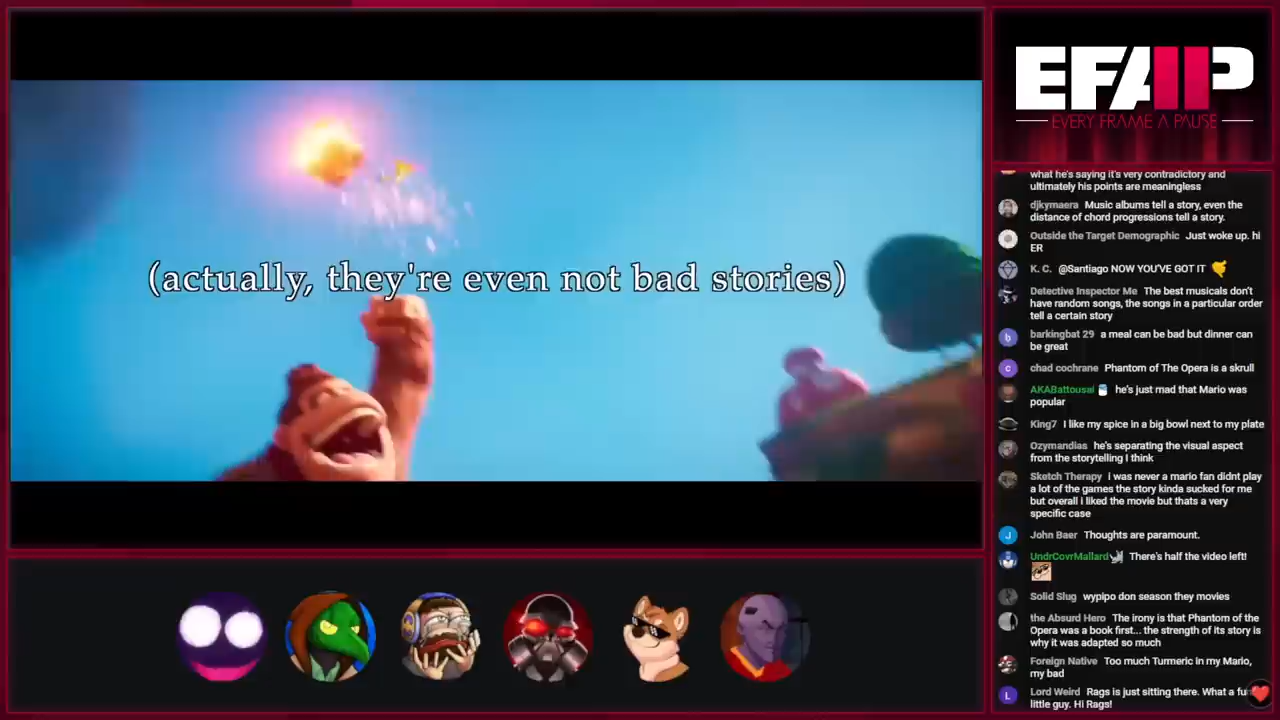 (actually, they're even not bad stories)
EFAP
EVERY FRAME A PAUSE
what he's saying it's very contradictory and
ultimately his points are meaningless
djkymaera Music albums tell a story, even the
distance of chord progressions tell a story.
Outside the Target Demographic Just woke up. hi
ER
K. C. @Santiago NOW YOU'VE GOT IT
Detective Inspector Me The best musicals don't
have random songs, the songs in a particular order
tell a certain story
barkingbat 29 a meal can be bad but dinner can
be great
chad cochrane Phantom of The Opera is a skrull
AKABattousai he's just mad that Mario was
popular
King7 I like my spice in a big bowl next to my plate
Ozymandias he's separating the visual aspect
from the storytelling I think
Sketch Therapy i was never a mario fan didnt play
a lot of the games the story kinda sucked for me
but overall i liked the movie but thats a very
specific case
John Baer Thoughts are paramount.
UndrCovrMallard There's half the video left!
Solid Slug wypipo don season they movies
the Absurd Hero The irony is that Phantom of the
Opera was a book first... the strength of its story is
why it was adapted so much
Foreign Native Too much Turmeric in my Mario,
my bad
Lord Weird Rags is just sitting there. What a
little guy. Hi Rags!